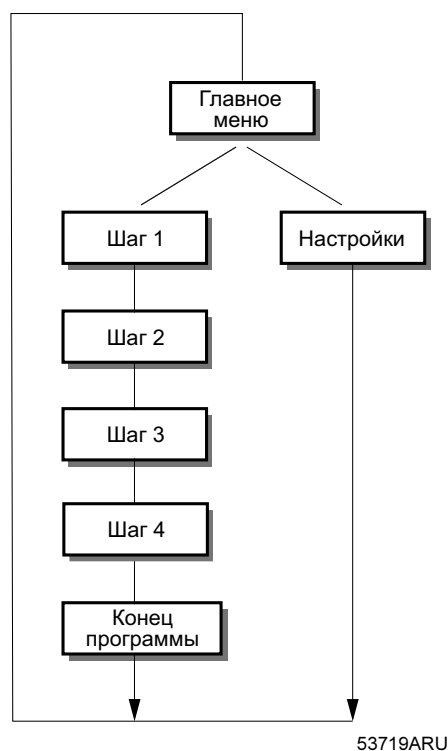 Главное
меню
Шаг 1
Настройки
Шаг 2
Шаг 3
Шаг 4
Конец
программы
53719ARU